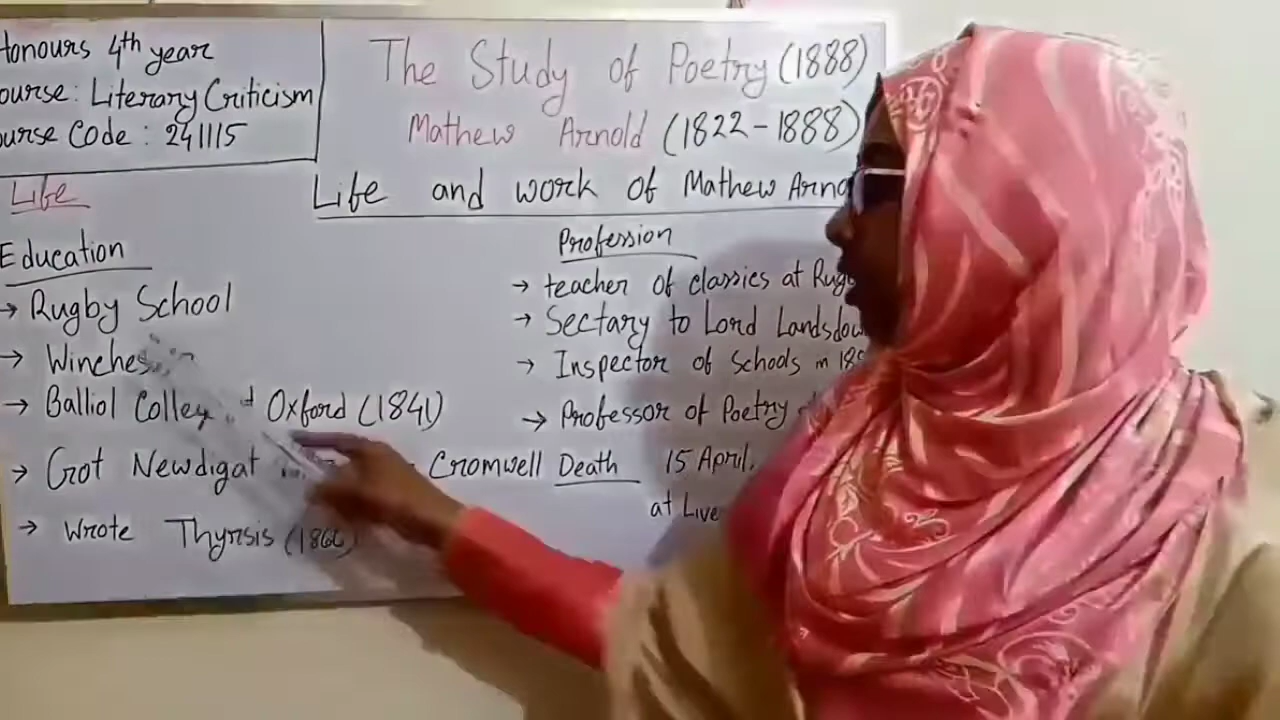 Honours 4th year
ourse: Literary Criticism
ourse Code: 241115
The Study of Poetry (1888)
Mathew Arnold (1822-1888)
Life and work of Mathew Arno
Life
Education
→ Rugby School
→ Winches
→ Balliol Colley Oxford (1841)
→ Got Newdigat Cromwell
→ Wrote Thyrsis (1866)
Profession
→ teacher of classics at Rug
→ Sectary to Lord Landsdow
→ Inspector of Schools in 18
→ Professor of Poetry
Death 15 April,
at Live